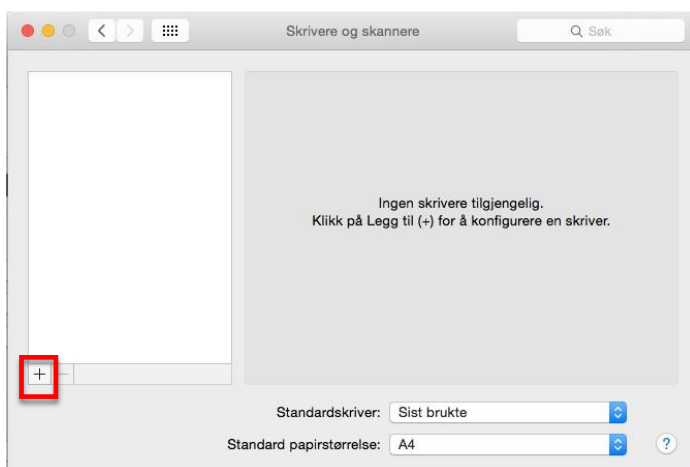 Skrivere og skannere
Søk
Ingen skrivere tilgjengelig.
Klikk på Legg til (+) for å konfigurere en skriver.
+ −
Standardskriver: Sist brukte
Standard papirstørrelse: A4
?